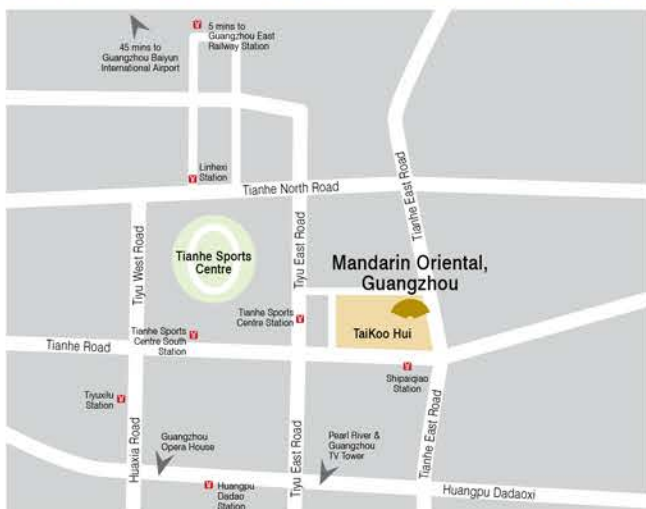 5 mins to
Guangzhou East
Railway Station
45 mins to
Guangzhou Baiyun
International Airport
Linhexi
Station
Tianhe North Road
Tianhe East Road
Tiyu West Road
Tianhe Sports
Centre
Tiyu East Road
Mandarin Oriental,
Guangzhou
Tianhe Sports
Centre Station
TaiKoo Hui
Tianhe Sports
Centre South
Station
Tianhe Road
Shipaiqiao
Station
Tiyuxilu
Station
Huaxia Road
Guangzhou
Opera House
Tiyu East Road
Pearl River &
Guangzhou
TV Tower
Tianhe East Road
Huangpu
Dadao
Station
Huangpu Dadaoxi